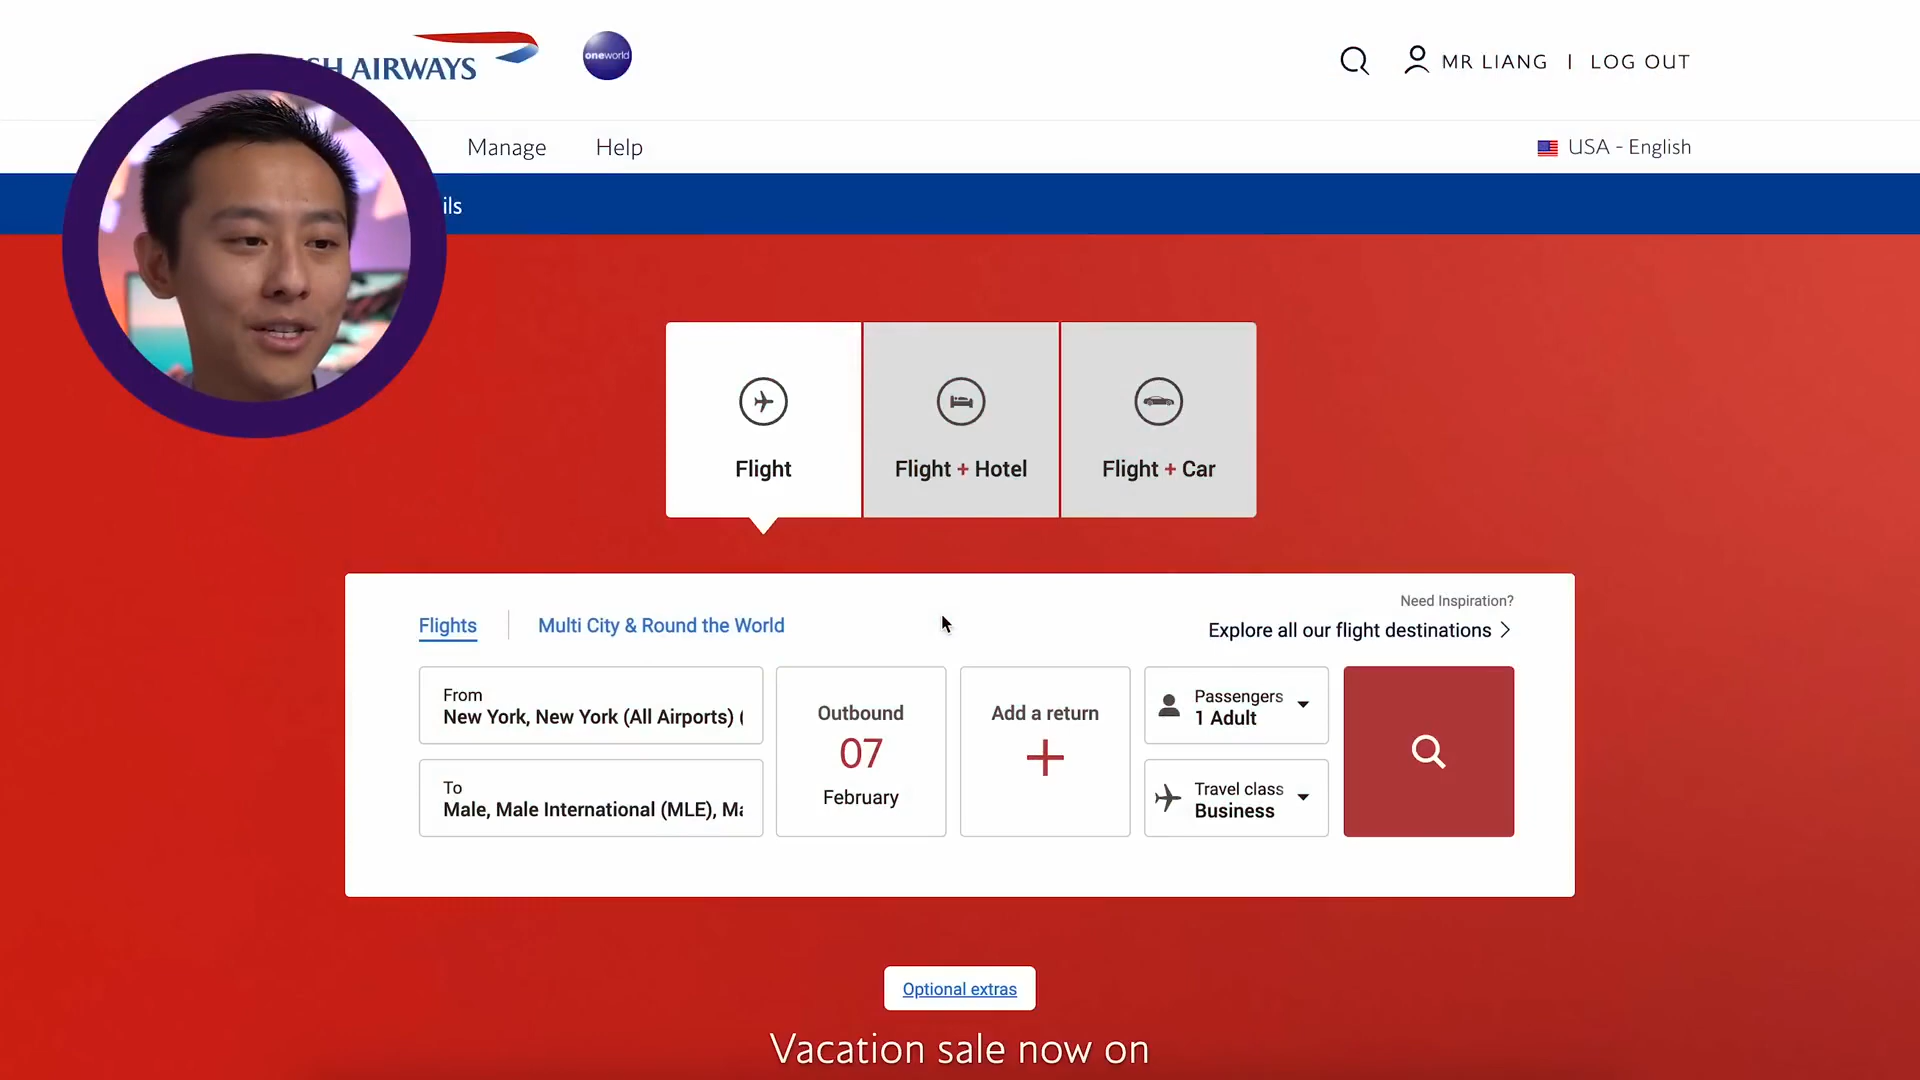 AIRWAYS
oneworld
MR LIANG | LOG OUT
Manage
Help
USA - English
ils
Flight
Flight + Hotel
Flight + Car
Flights
Multi City & Round the World
Need Inspiration?
Explore all our flight destinations
From
New York, New York (All Airports) (
To
Male, Male International (MLE), Ma
Outbound
07
February
Add a return
Passengers
1 Adult
Travel class
Business
Optional extras
Vacation sale now on